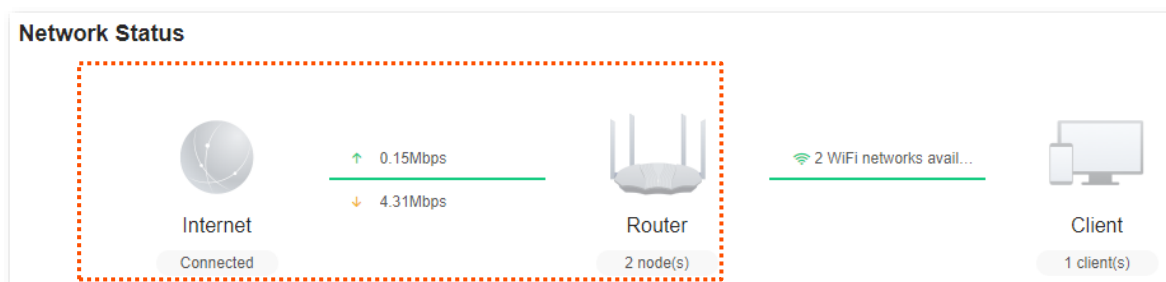 Network Status
↑ 0.15Mbps
2 WiFi networks avail...
↓ 4.31Mbps
Internet
Router
Client
Connected
2 node(s)
1 client(s)